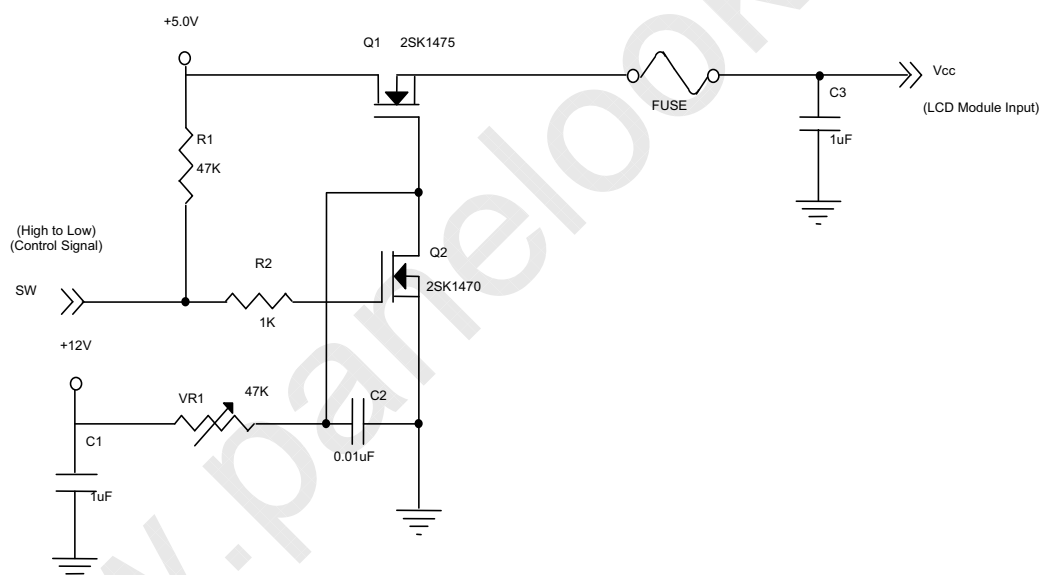 +5.0V
Q1 2SK1475
Vcc
C3
FUSE
(LCD Module Input)
R1
1uF
47K
(High to Low)
(Control Signal)
R2
Q2
SW
2SK1470
1K
+12V
VR1
47K
C2
C1
0.01uF
1uF
w.panelook